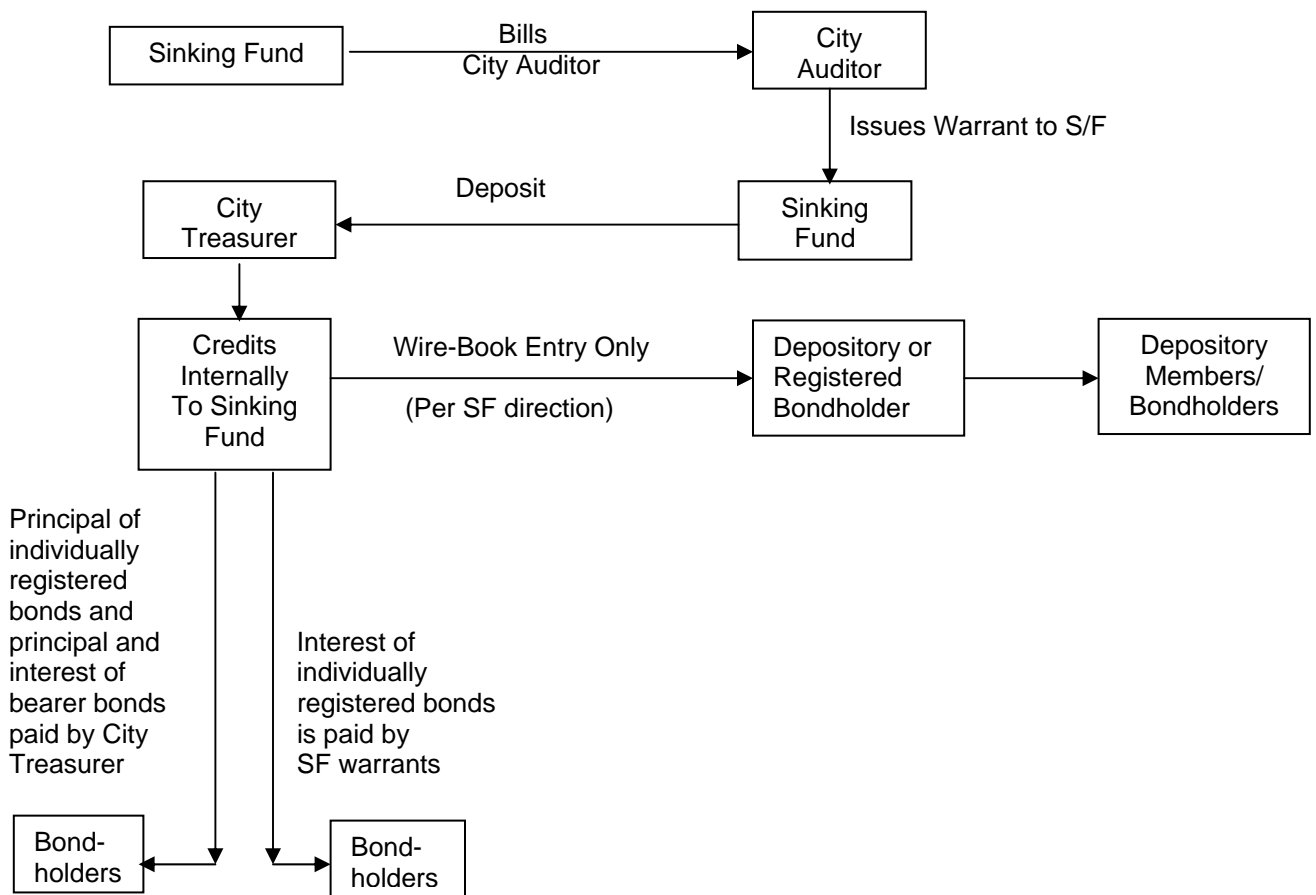 Sinking Fund
Bills
City Auditor
City
Auditor
Issues Warrant to S/F
Sinking
Fund
Deposit
City
Treasurer
Credits
Internally
To Sinking
Fund
Wire-Book Entry Only
(Per SF direction)
Depository or
Registered
Bondholder
Depository
Members/
Bondholders
Principal of
individually
registered
bonds and
principal and
interest of
bearer bonds
paid by City
Treasurer
Interest of
individually
registered bonds
is paid by
SF warrants
Bond-
holders
Bond-
holders